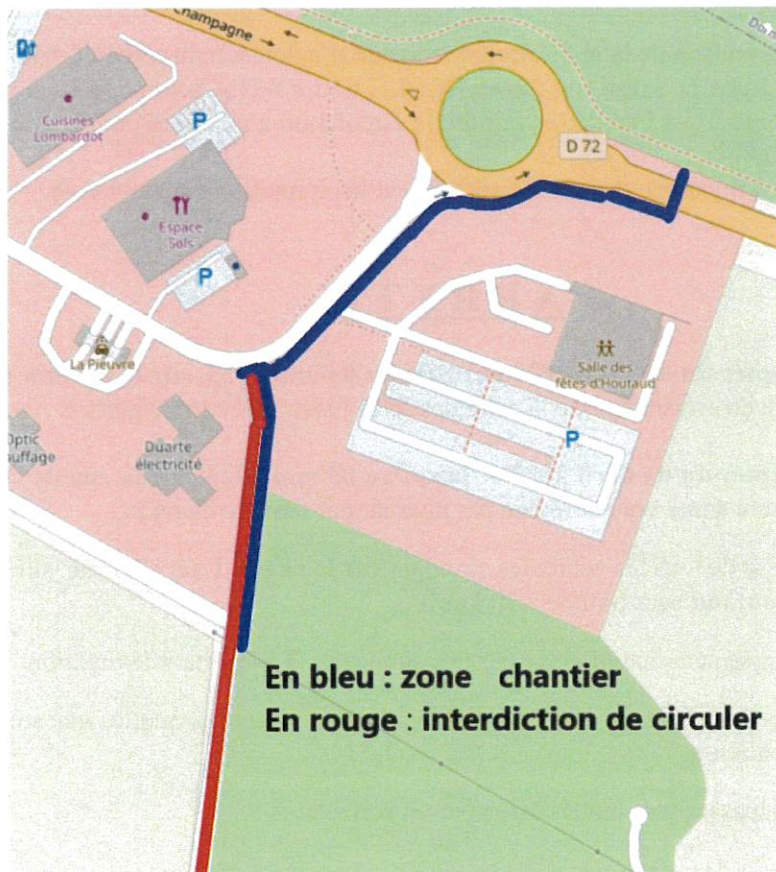 Champagne
Cuisines
Lombardot
P
D 72
Espace
Sols
P
La Pieuvre
Salle des
fêtes d'Houtaud
Optic
Duarte
électricité
P
En bleu : zone chantier
En rouge : interdiction de circuler